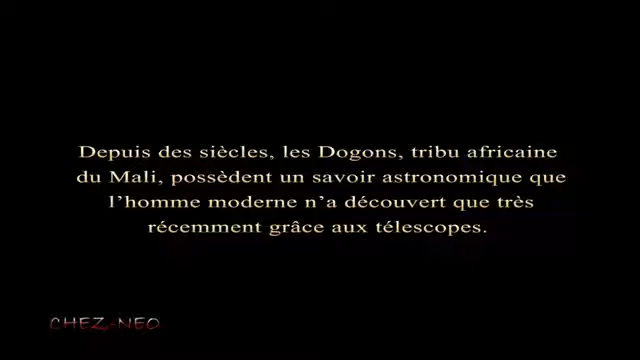 Depuis des siècles, les Dogons, tribu africaine
du Mali, possèdent un savoir astronomique que
l’homme moderne n’a découvert que très
récemment grâce aux télescopes.
CHEZ-NEO